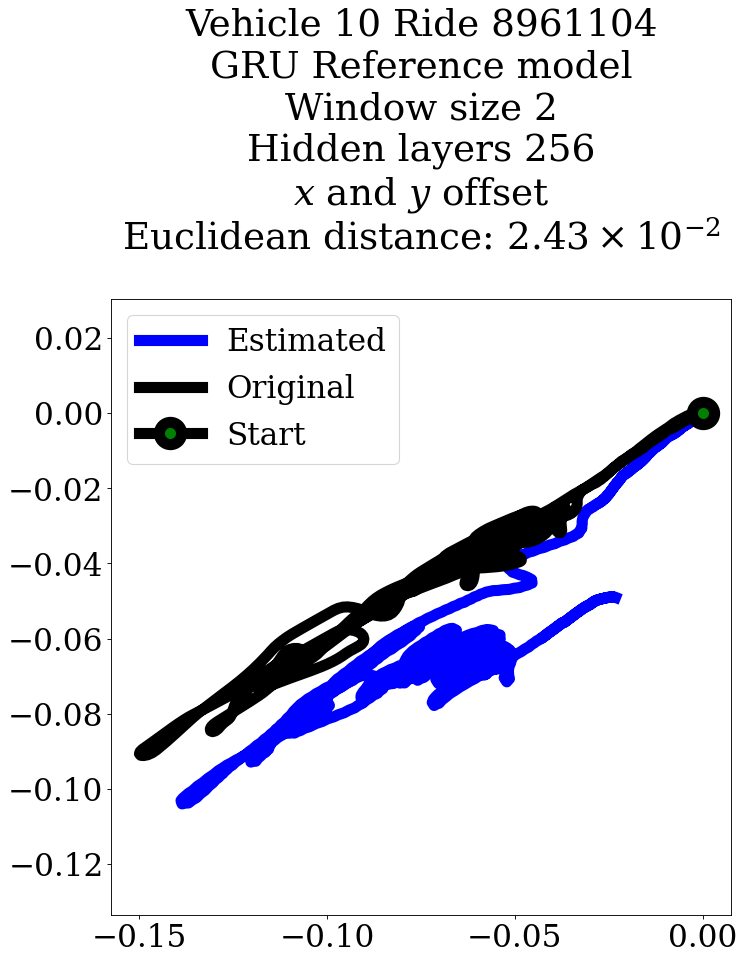 Vehicle 10 Ride 8961104
GRU Reference model
Window size 2
Hidden layers 256
x and y offset
Euclidean distance: 2.43 × 10⁻²
Estimated
Original
Start
0.02
0.00
−0.02
−0.04
−0.06
−0.08
−0.10
−0.12
−0.15 −0.10 −0.05 0.00